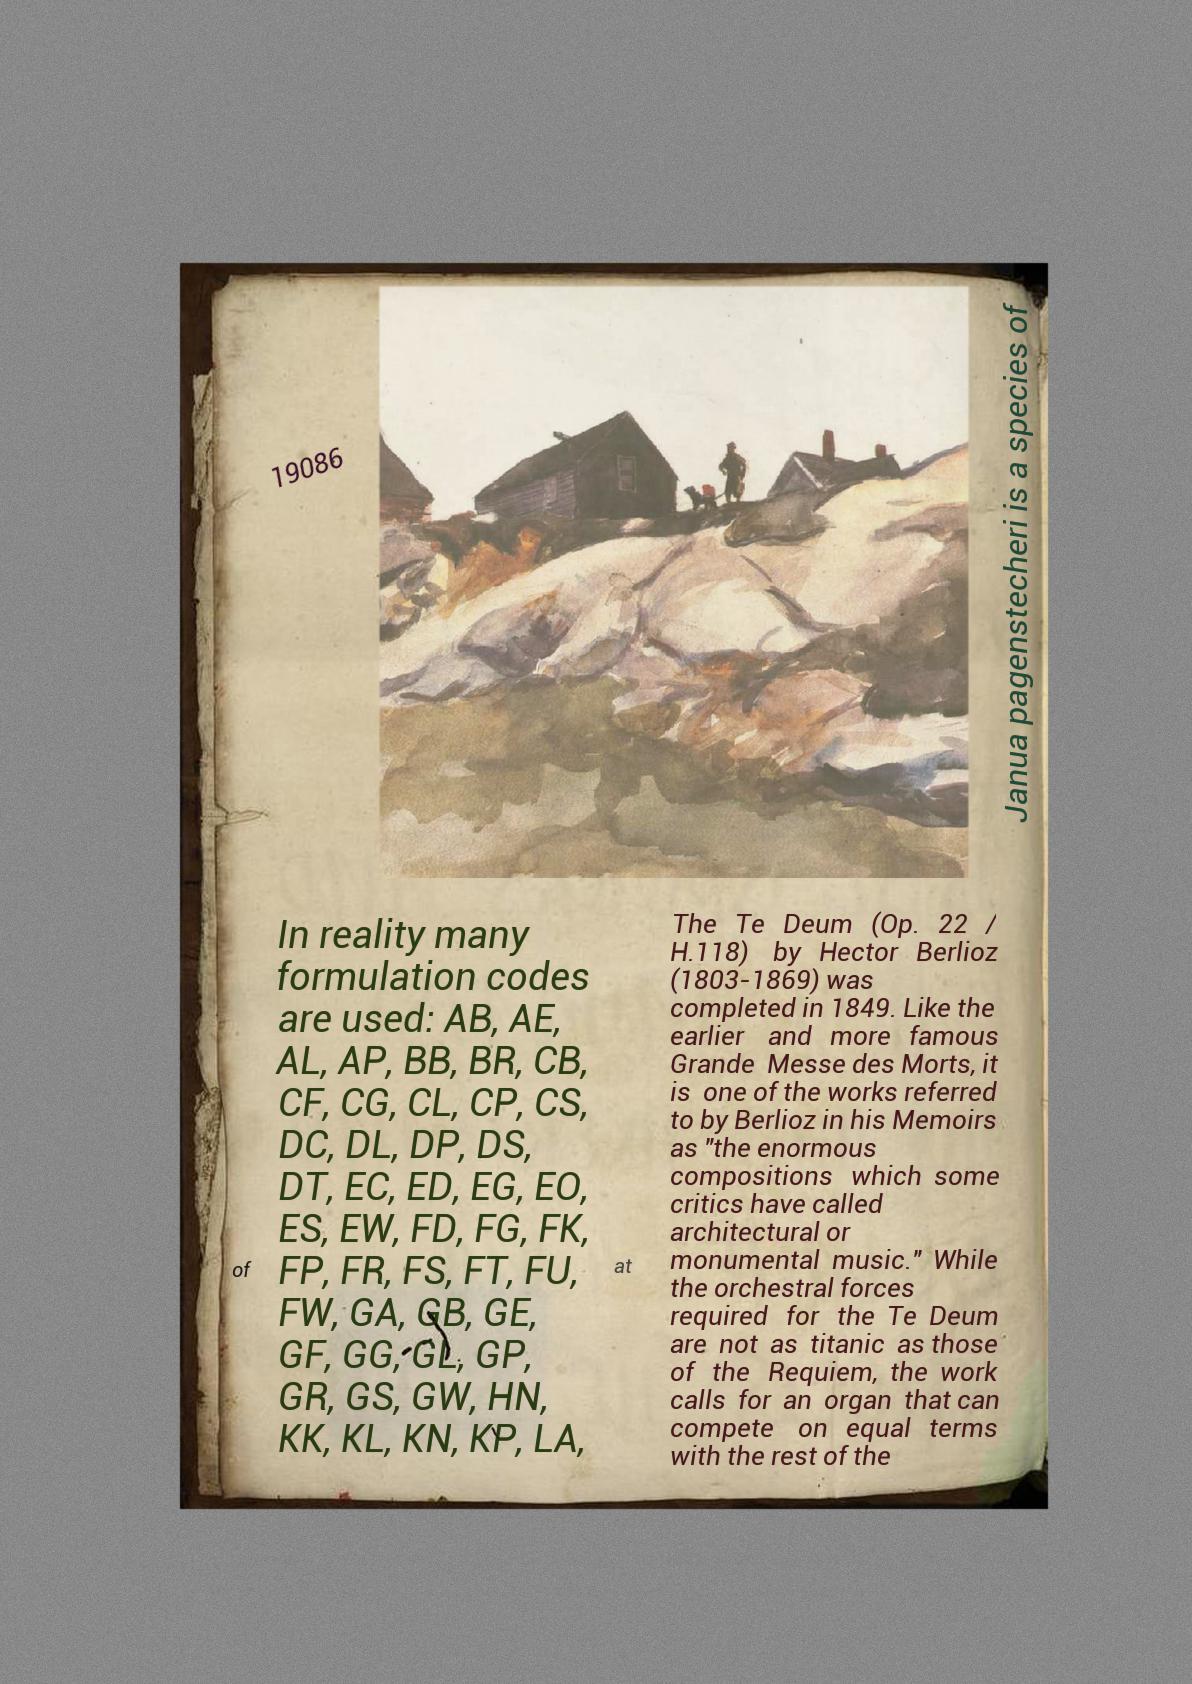 19086
Janua pagenstecheri is a species of
In reality many
formulation codes
are used: AB, AE,
AL, AP, BB, BR, CB,
CF, CG, CL, CP, CS,
DC, DL, DP, DS,
DT, EC, ED, EG, EO,
ES, EW, FD, FG, FK,
FP, FR, FS, FT, FU,
FW, GA, GB, GE,
GF, GG, GL, GP,
GR, GS, GW, HN,
KK, KL, KN, KP, LA,
of
at
The Te Deum (Op. 22 /
H.118) by Hector Berlioz
(1803-1869) was
completed in 1849. Like the
earlier and more famous
Grande Messe des Morts, it
is one of the works referred
to by Berlioz in his Memoirs
as "the enormous
compositions which some
critics have called
architectural or
monumental music." While
the orchestral forces
required for the Te Deum
are not as titanic as those
of the Requiem, the work
calls for an organ that can
compete on equal terms
with the rest of the